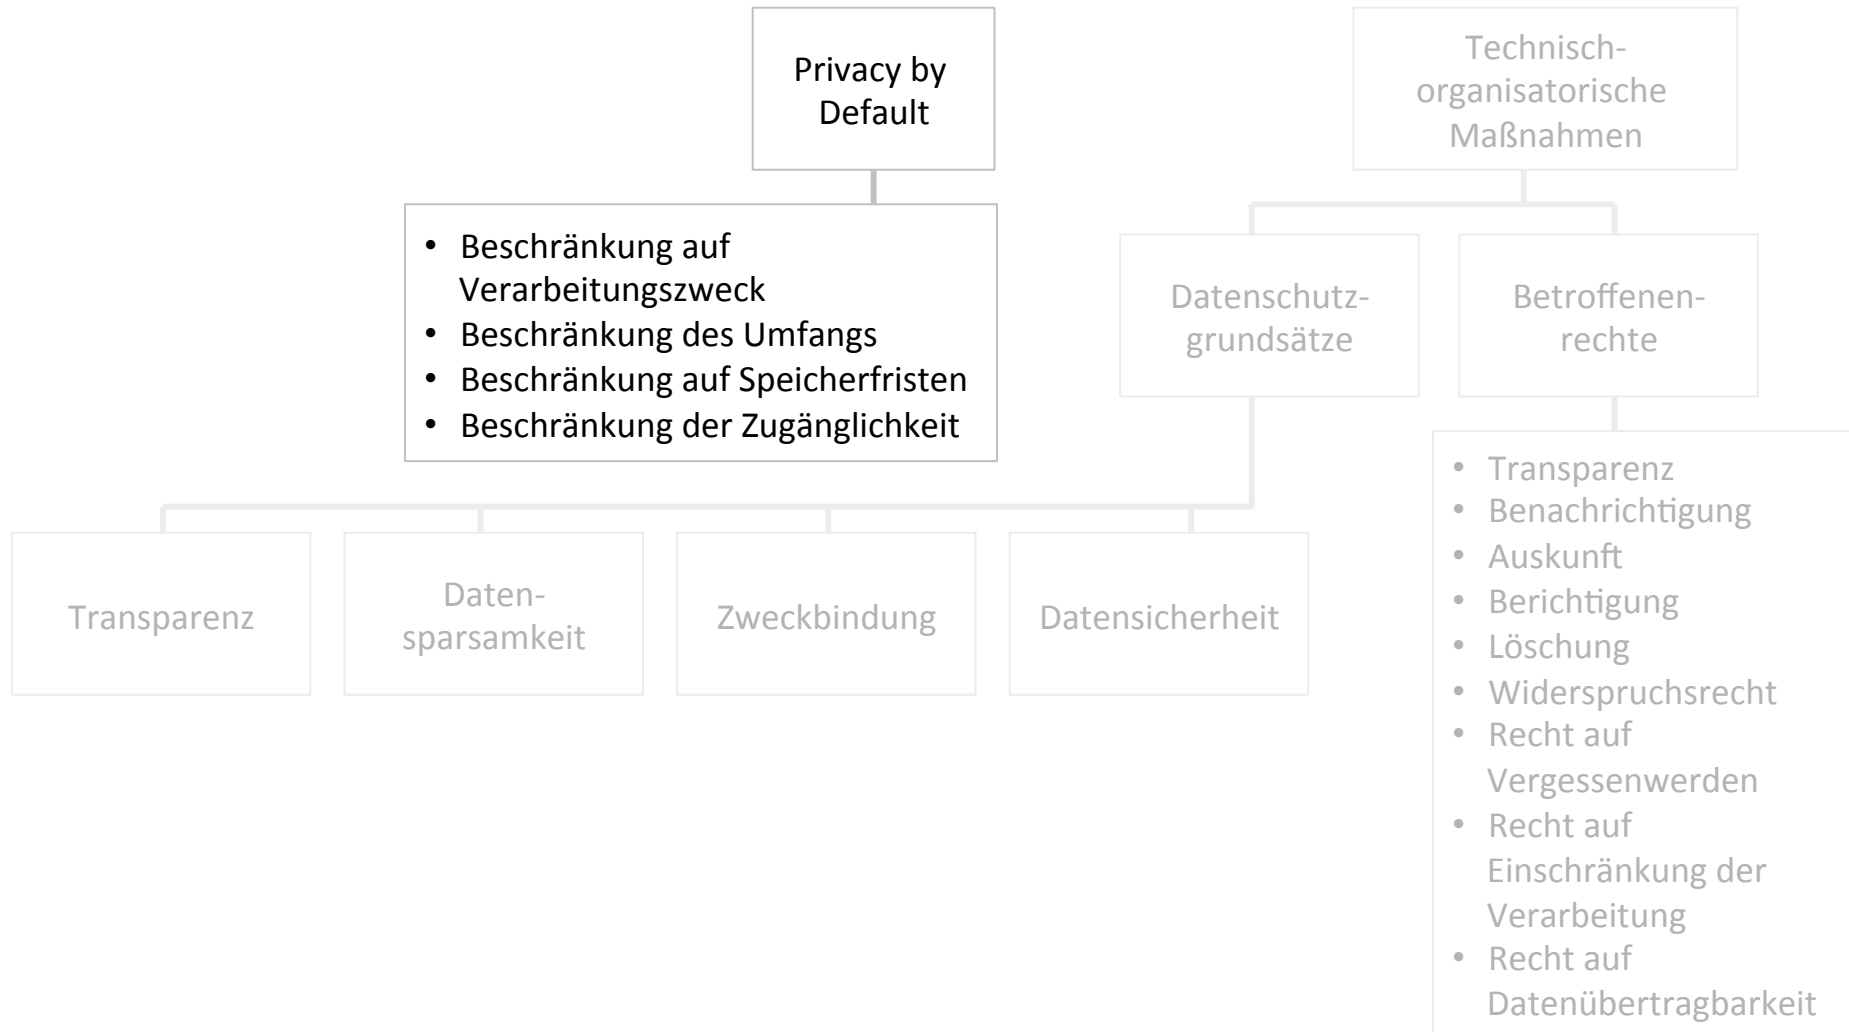 Privacy by
Default
Technisch-
organisatorische
Maßnahmen
• Beschränkung auf
Verarbeitungszweck
• Beschränkung des Umfangs
• Beschränkung auf Speicherfristen
• Beschränkung der Zugänglichkeit
Datenschutz-
grundsätze
Betroffenen-
rechte
Transparenz
Daten-
sparsamkeit
Zweckbindung
Datensicherheit
• Transparenz
• Benachrichtigung
• Auskunft
• Berichtigung
• Löschung
• Widerspruchsrecht
• Recht auf
Vergessenwerden
• Recht auf
Einschränkung der
Verarbeitung
• Recht auf
Datenübertragbarkeit